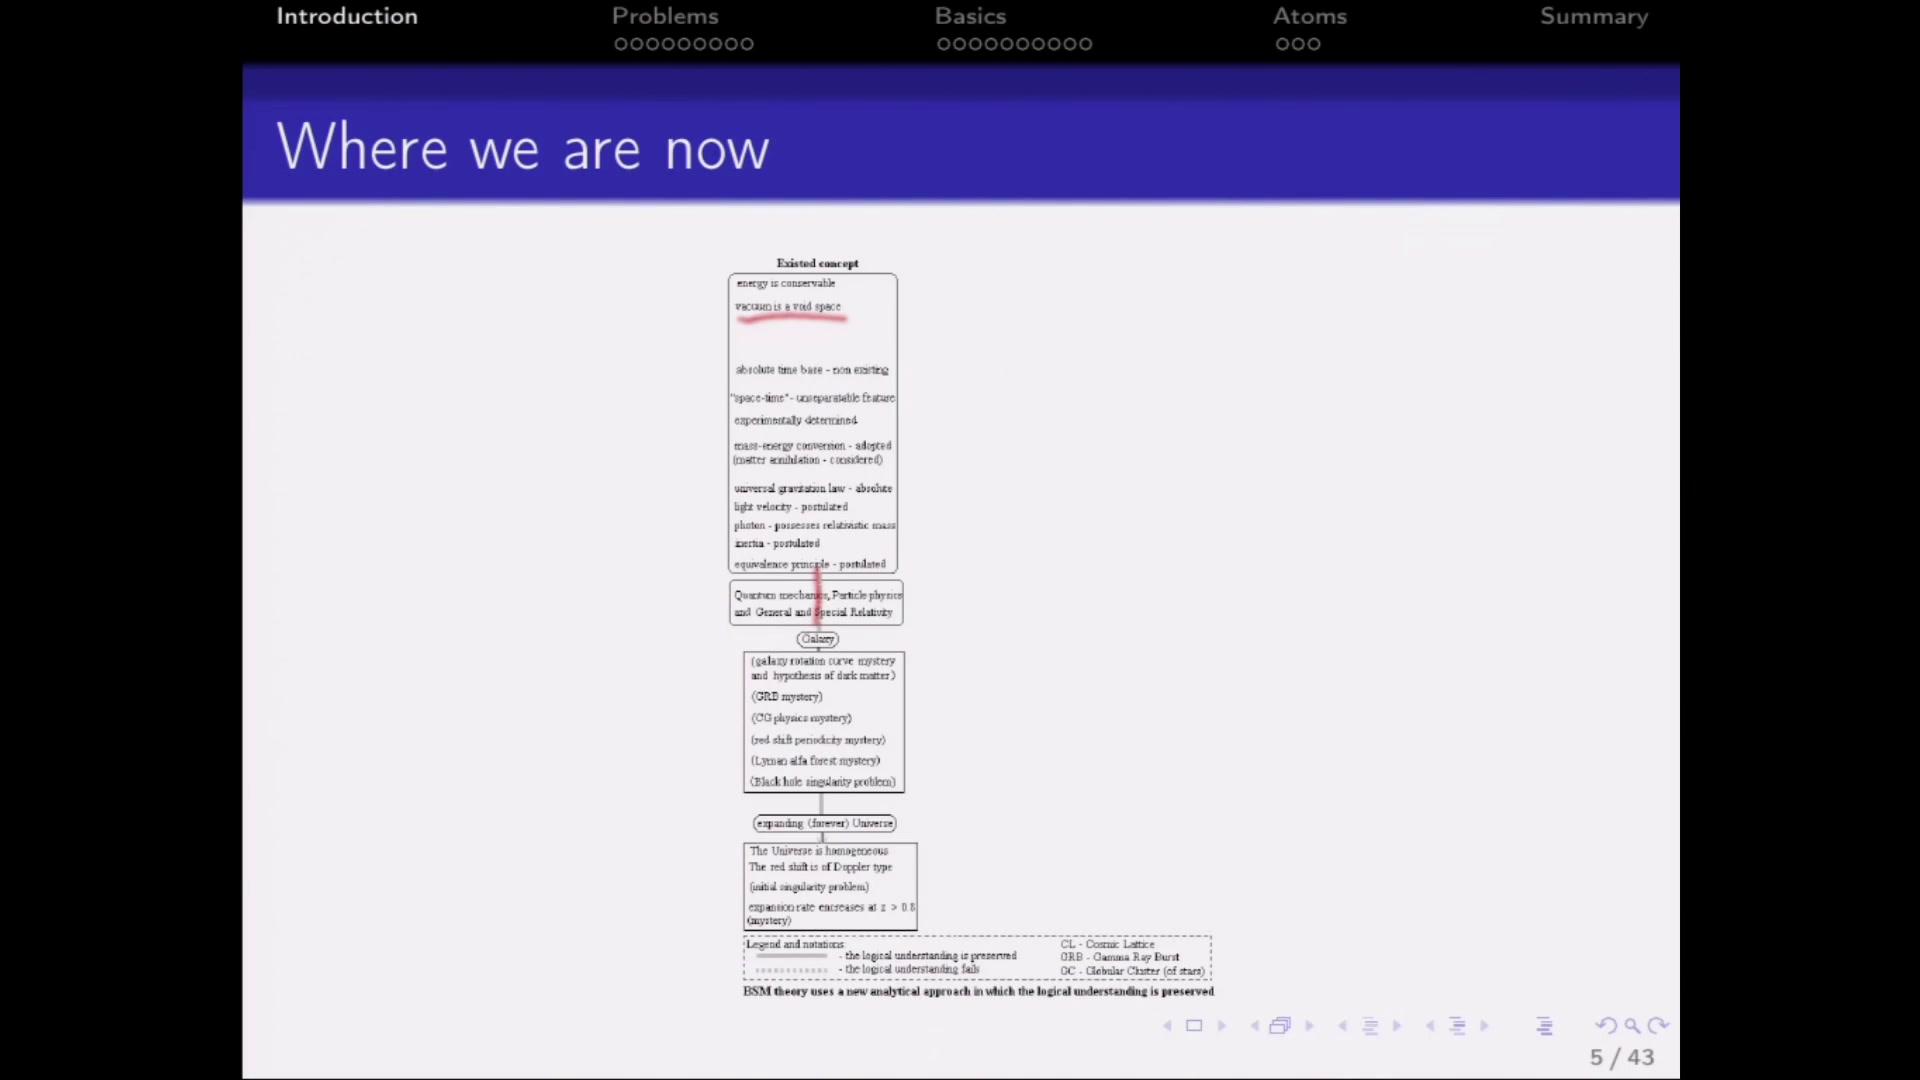 Introduction Problems Basics Atoms Summary
Where we are now
Existed concept
energy is conservable
vacuum is a void space
absolute time base - non existing
"space-time" - unseparatable feature
experimentally determined
mass-energy conversion - adopted
(matter annihilation - considered)
universal gravitation law - absolute
light velocity - postulated
photon - possesses relativistic mass
inertia - postulated
equivalence principle - postulated
Quantum mechanics, Particle physics
and General and Special Relativity
Galaxy
(galaxy rotation curve mystery
and hypothesis of dark matter)
(GRB mystery)
(CG physics mystery)
(red shift periodicity mystery)
(Lyman alfa forest mystery)
(Black hole singularity problem)
expanding (forever) Universe
The Universe is homogeneous
The red shift is of Doppler type
(initial singularity problem)
expansion rate encreases at z > 0.8
(mystery)
Legend and notations:
- the logical understanding is preserved
- the logical understanding fails
CL - Cosmic Lattice
GRB - Gamma Ray Burst
GC - Globular Cluster (of stars)
BSM theory uses a new analytical approach in which the logical understanding is preserved
5 / 43